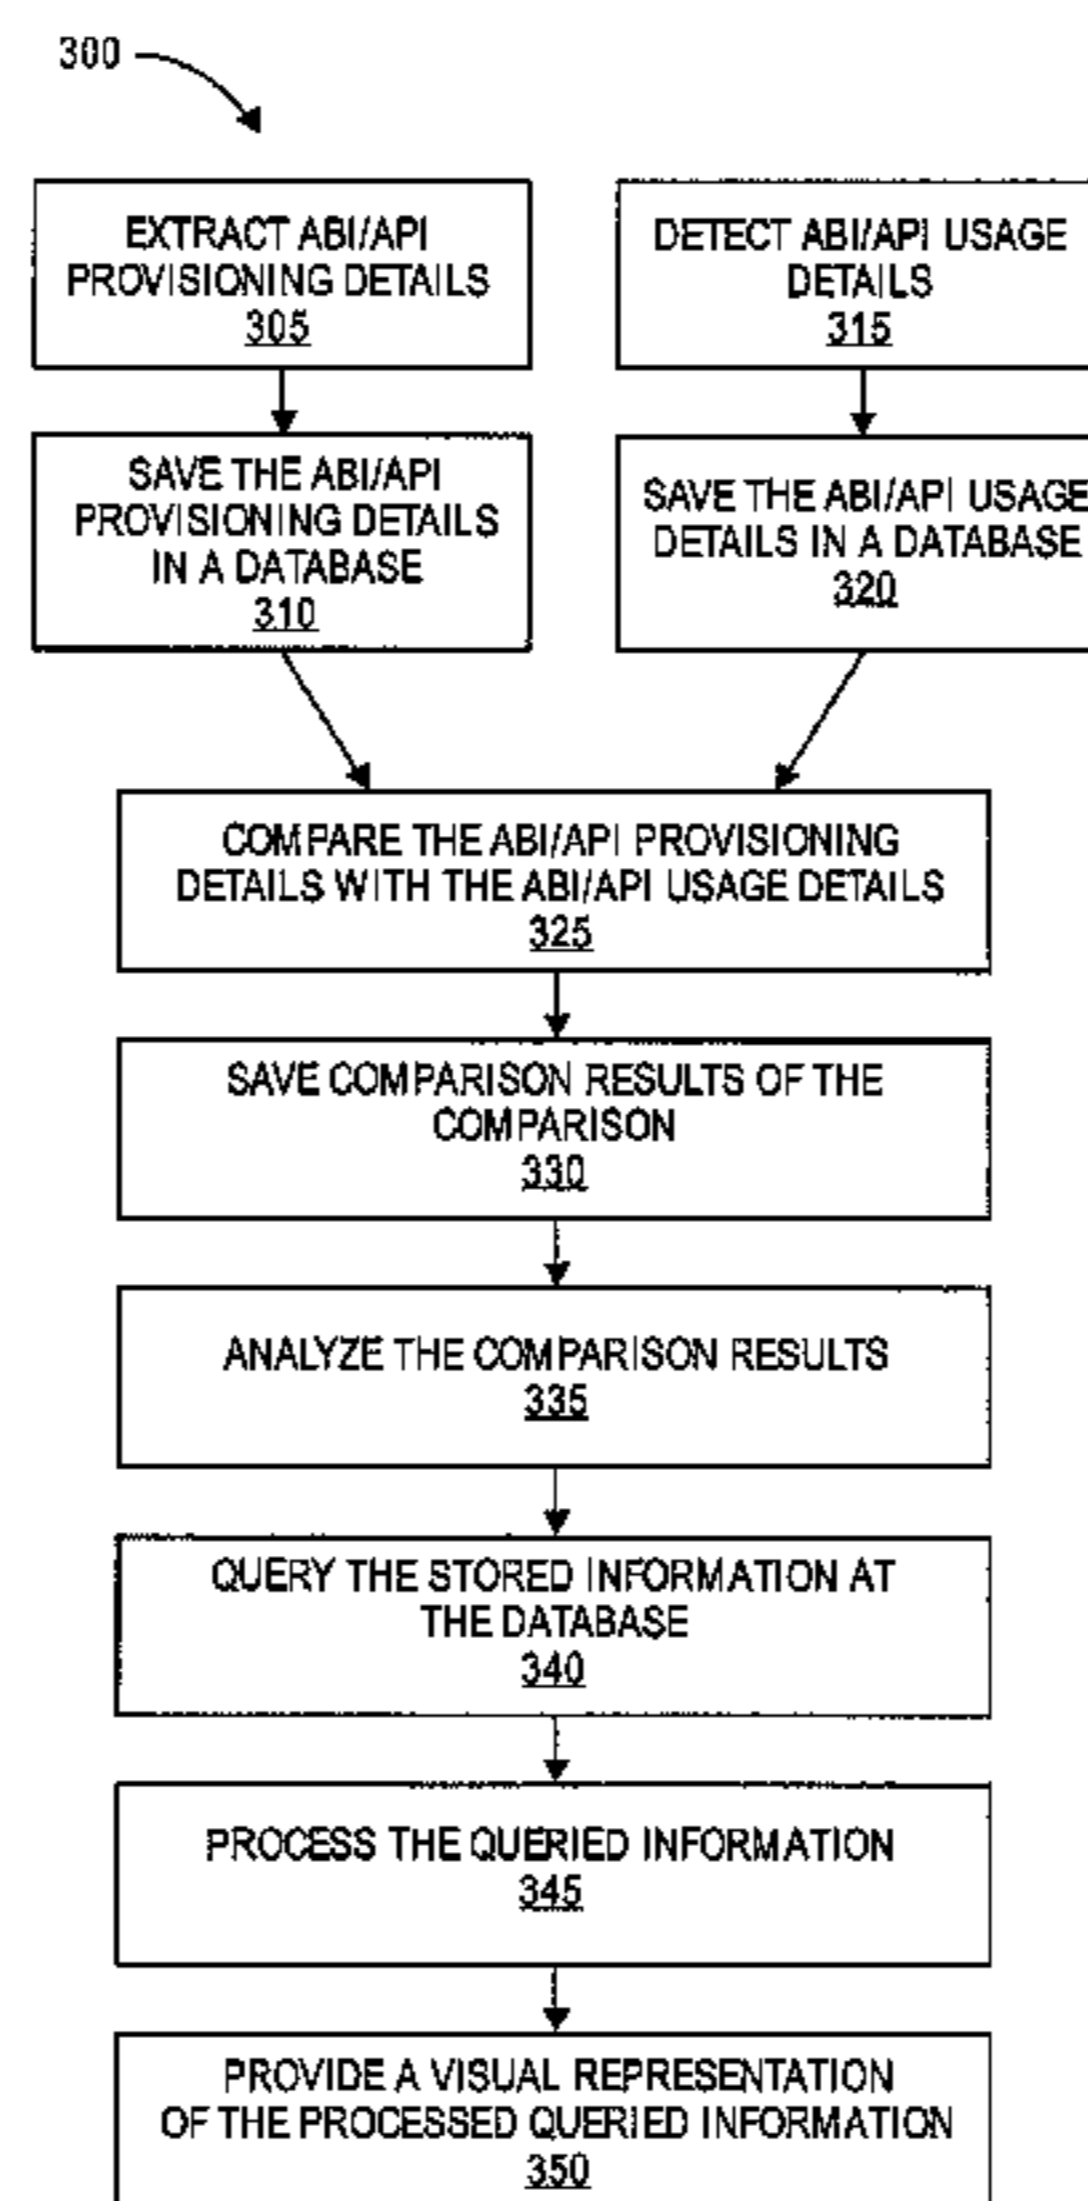 300
EXTRACT ABI/API
PROVISIONING DETAILS
305
DETECT ABI/API USAGE
DETAILS
315
SAVE THE ABI/API
PROVISIONING DETAILS
IN A DATABASE
310
SAVE THE ABI/API USAGE
DETAILS IN A DATABASE
320
COMPARE THE ABI/API PROVISIONING
DETAILS WITH THE ABI/API USAGE DETAILS
325
SAVE COMPARISON RESULTS OF THE
COMPARISON
330
ANALYZE THE COMPARISON RESULTS
335
QUERY THE STORED INFORMATION AT
THE DATABASE
340
PROCESS THE QUERIED INFORMATION
345
PROVIDE A VISUAL REPRESENTATION
OF THE PROCESSED QUERIED INFORMATION
350